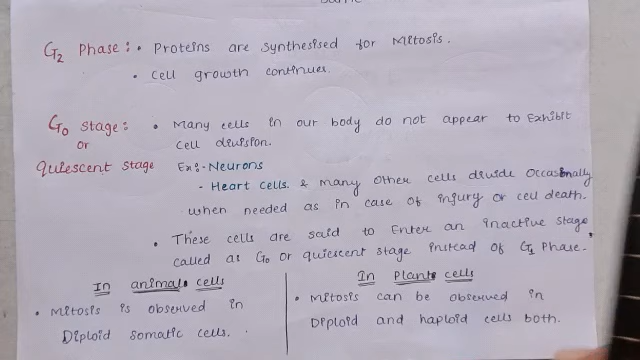 G2 Phase: • Proteins are synthesised for Mitosis.
• Cell growth continues.
G0 Stage: • Many cells in our body do not appear to Exhibit
or cell division.
Quiescent Stage Ex:- Neurons
- Heart cells. & many other cells divide occasionally
when needed as in case of injury or cell death.
• These cells are said to Enter an inactive stage,
called as G0 or quiescent stage instead of G1 Phase.
In animal cells
• Mitosis is observed in
Diploid somatic cells.
In Plant cells
• Mitosis can be observed in
Diploid and haploid cells both.